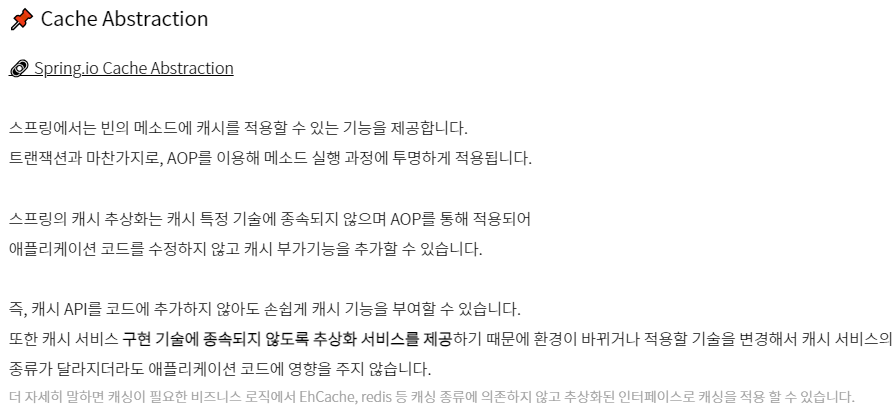 📌 Cache Abstraction
🔗 Spring.io Cache Abstraction
스프링에서는 빈의 메소드에 캐시를 적용할 수 있는 기능을 제공합니다.
트랜잭션과 마찬가지로, AOP를 이용해 메소드 실행 과정에 투명하게 적용됩니다.
스프링의 캐시 추상화는 캐시 특정 기술에 종속되지 않으며 AOP를 통해 적용되어
애플리케이션 코드를 수정하지 않고 캐시 부가기능을 추가할 수 있습니다.
즉, 캐시 API를 코드에 추가하지 않아도 손쉽게 캐시 기능을 부여할 수 있습니다.
또한 캐시 서비스 구현 기술에 종속되지 않도록 추상화 서비스를 제공하기 때문에 환경이 바뀌거나 적용할 기술을 변경해서 캐시 서비스의
종류가 달라지더라도 애플리케이션 코드에 영향을 주지 않습니다.
더 자세히 말하면 캐싱이 필요한 비즈니스 로직에서 EhCache, redis 등 캐싱 종류에 의존하지 않고 추상화된 인터페이스로 캐싱을 적용 할 수 있습니다.